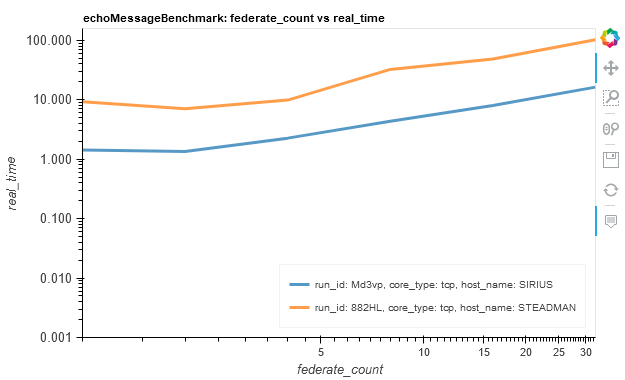 echoMessageBenchmark: federate_count vs real_time
100.000
10.000
1.000
0.100
0.010
0.001
real_time
run_id: Md3vp, core_type: tcp, host_name: SIRIUS
run_id: 882HL, core_type: tcp, host_name: STEADMAN
5 10 15 20 25 30
federate_count